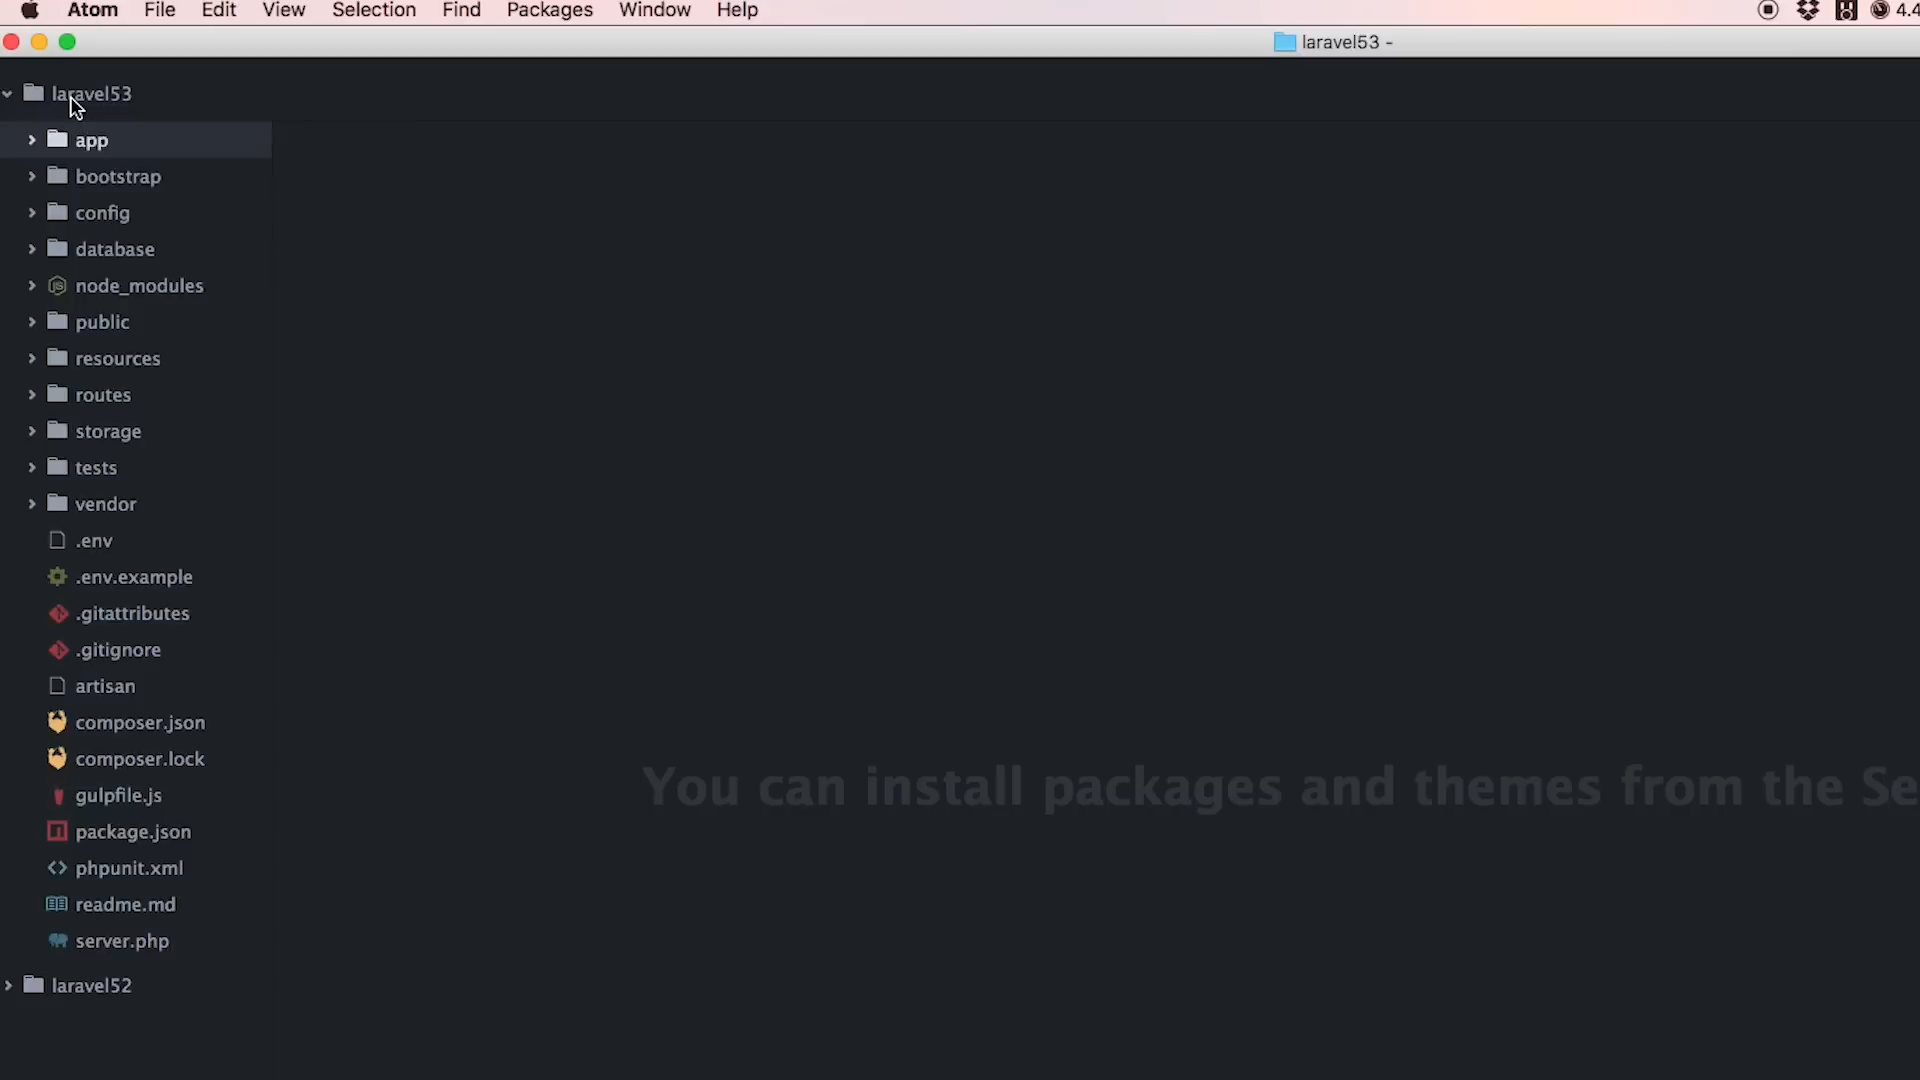 Atom File Edit View Selection Find Packages Window Help 4.4
laravel53 -
laravel53
app
bootstrap
config
database
node_modules
public
resources
routes
storage
tests
vendor
.env
.env.example
.gitattributes
.gitignore
artisan
composer.json
composer.lock
gulpfile.js
package.json
phpunit.xml
readme.md
server.php
laravel52
You can install packages and themes from the Se